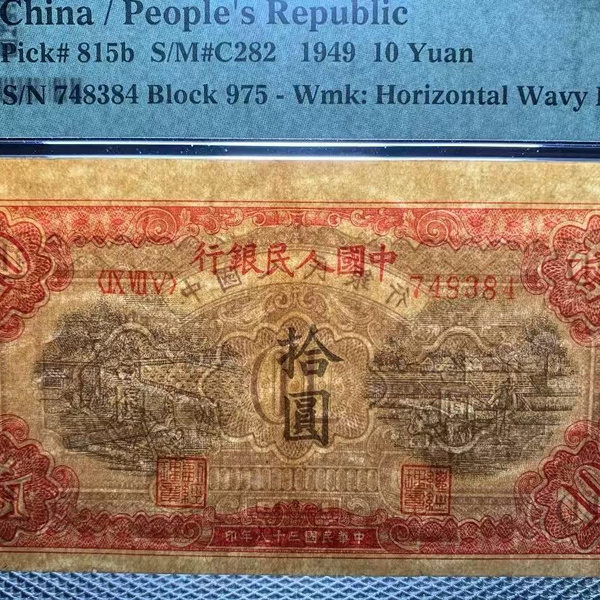 China / People's Republic
Pick# 815b S/M#C282 1949 10 Yuan
S/N 748384 Block 975 - Wmk: Horizontal Wavy
行銀民人國中
〈IX VII V〉
748384
拾圓
印年八十三國民華中